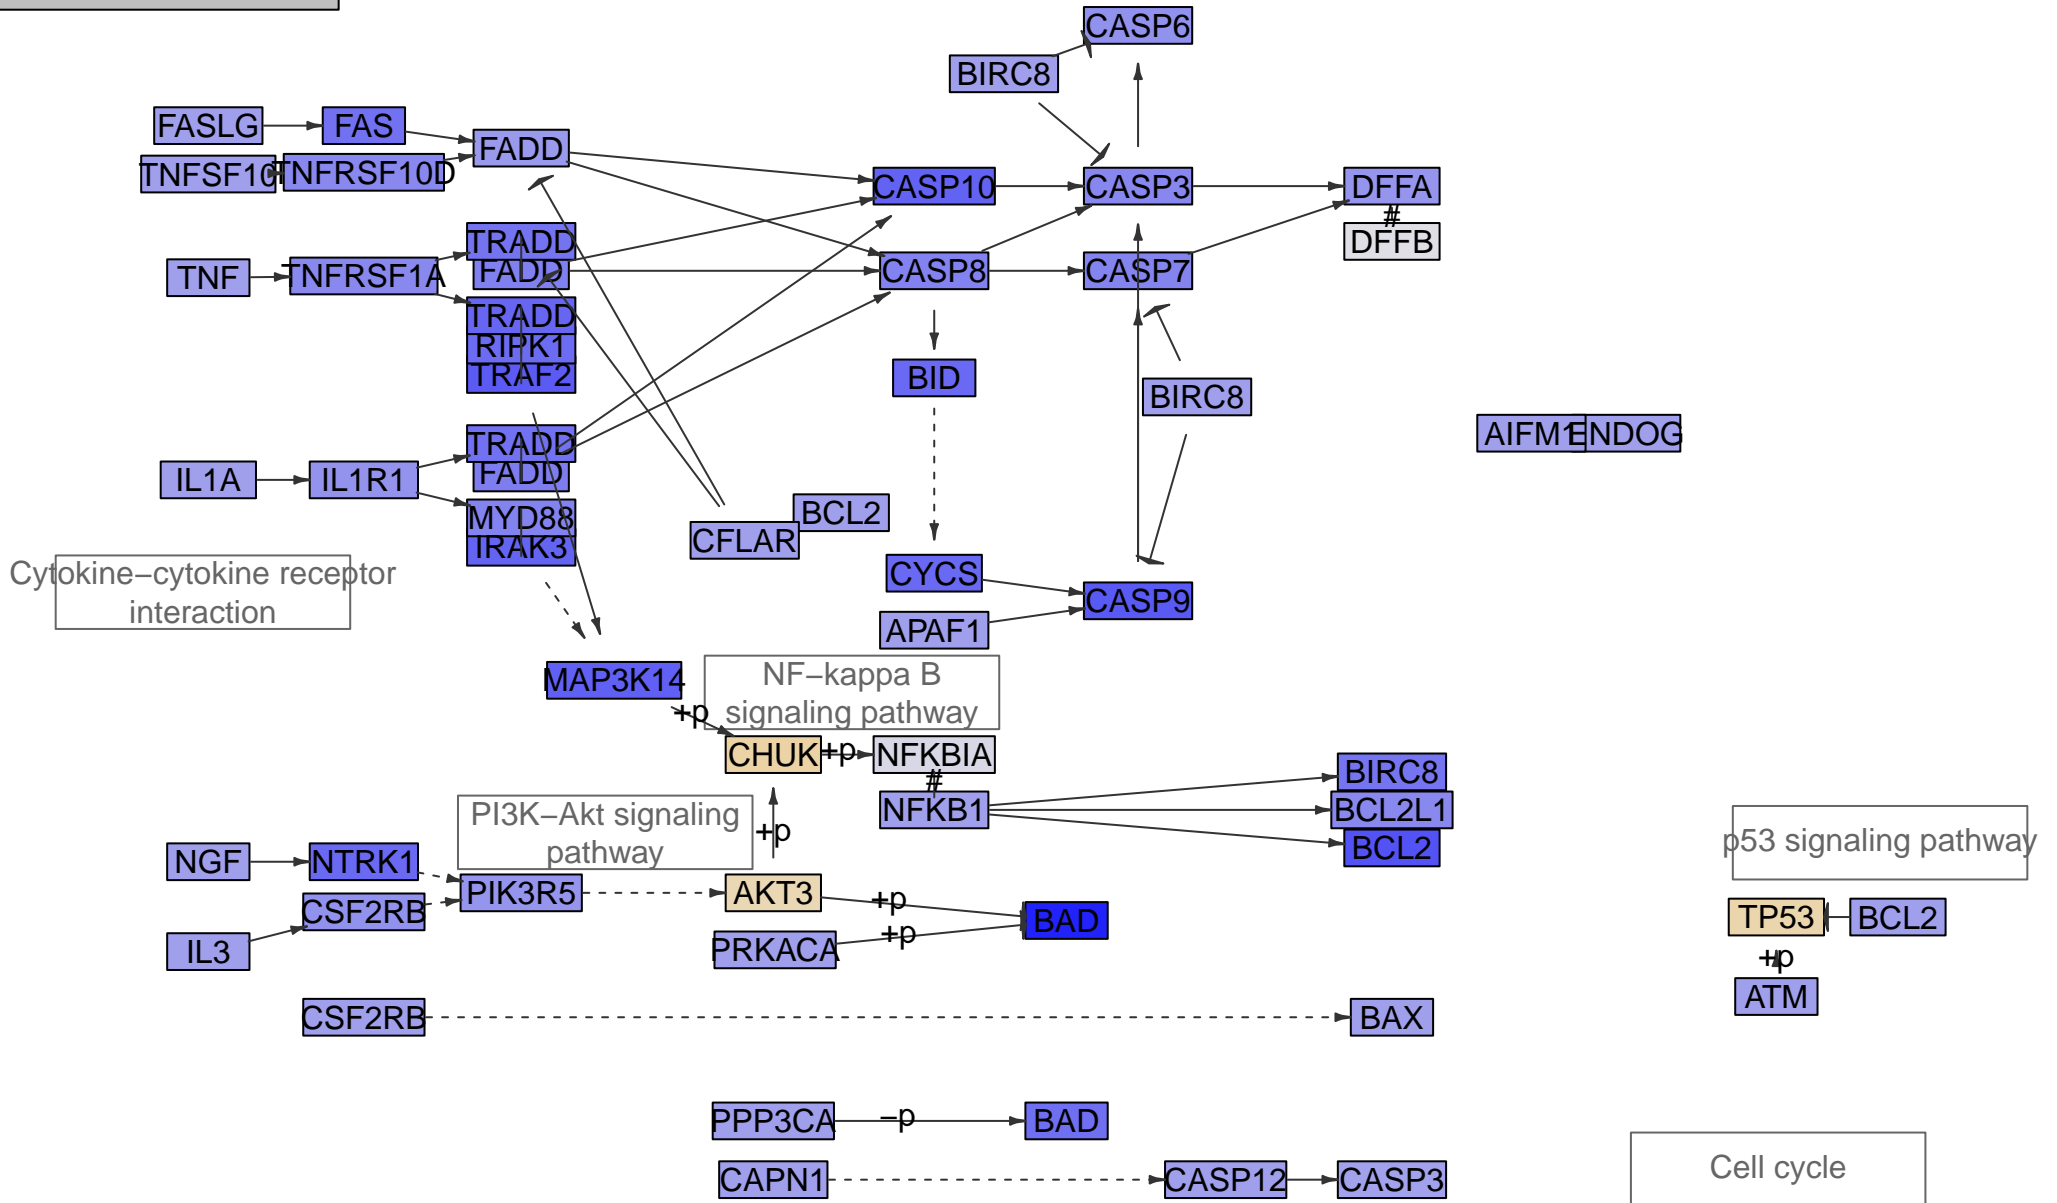 CASP6
BIRC8
FASLG
FAS
FADD
TNFSF10
TNFRSF10D
CASP10
CASP3
DFFA
#
DFFB
TRADD
FADD
TNF
TNFRSF1A
CASP8
CASP7
TRADD
RIPK1
TRAF2
BID
BIRC8
TRADD
FADD
AIFM1
ENDOG
IL1A
IL1R1
MYD88
IRAK3
BCL2
CFLAR
Cytokine−cytokine receptor
interaction
CYCS
CASP9
APAF1
MAP3K14
NF−kappa B
signaling pathway
+p
CHUK
+p
NFKBIA
#
NFKB1
BIRC8
BCL2L1
BCL2
PI3K−Akt signaling
pathway
+p
p53 signaling pathway
NGF
NTRK1
PIK3R5
AKT3
+p
BAD
CSF2RB
TP53
BCL2
IL3
PRKACA
+p
+p
ATM
CSF2RB
BAX
PPP3CA
−p
BAD
CAPN1
CASP12
CASP3
Cell cycle